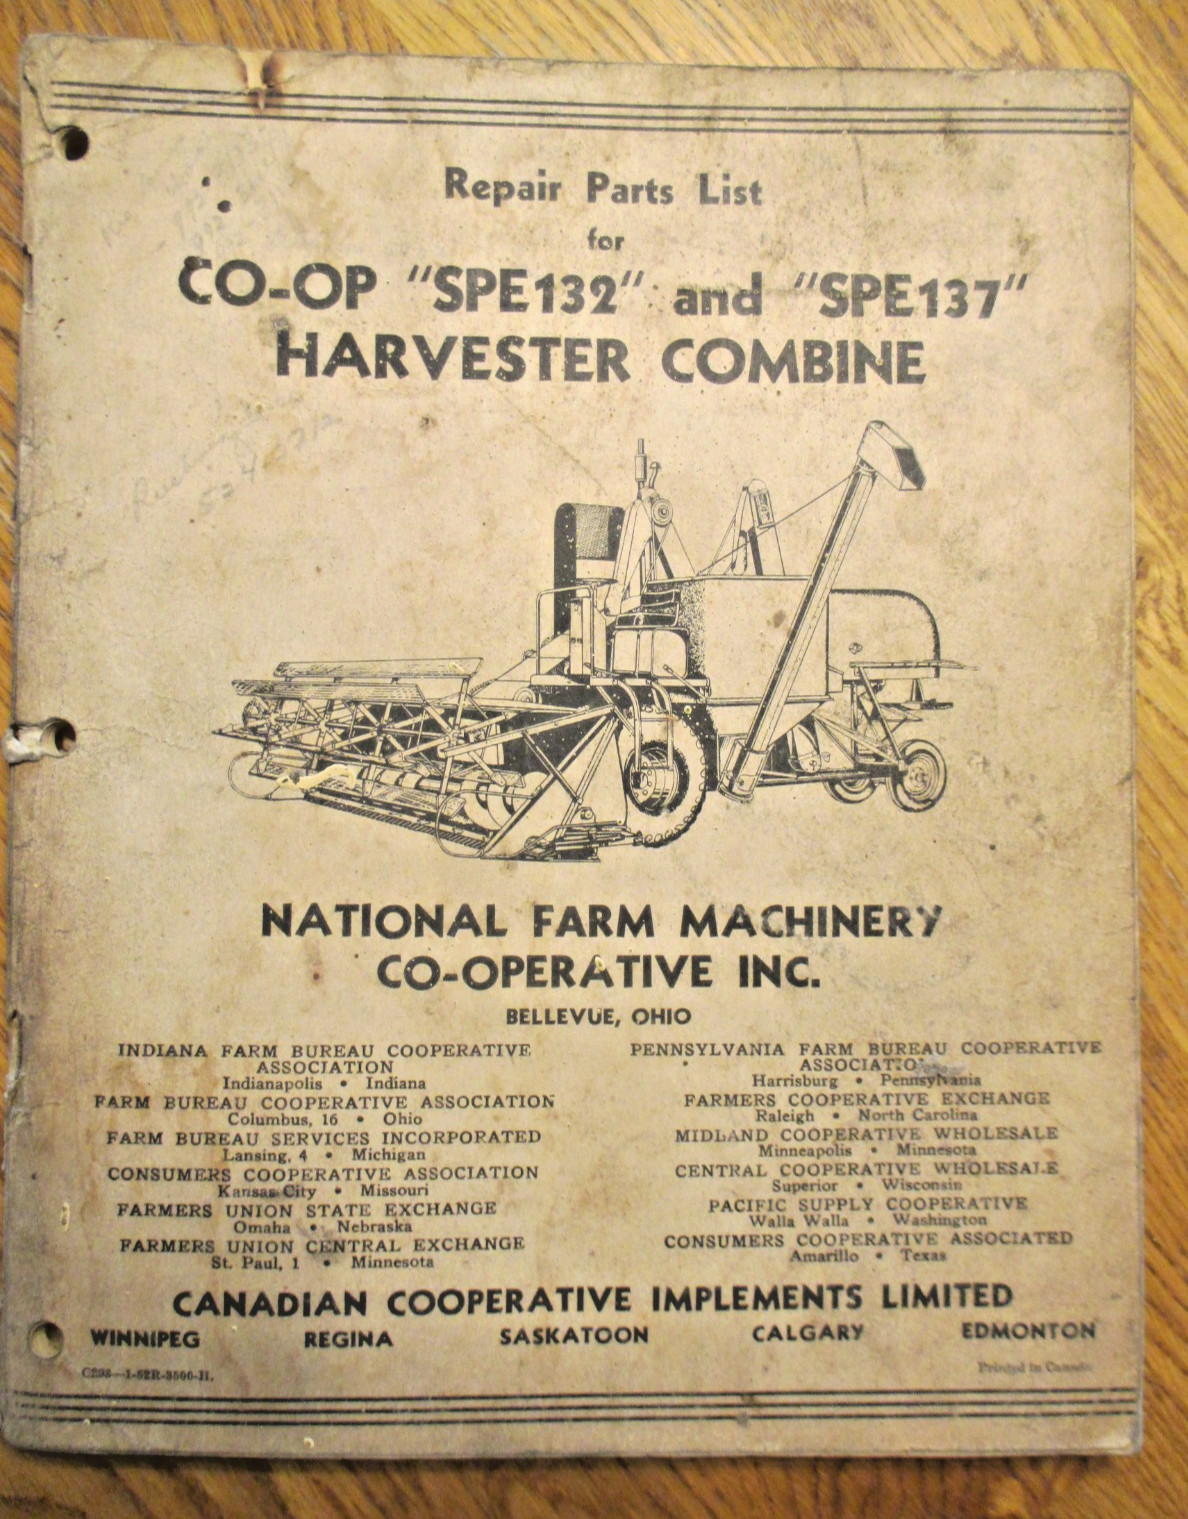 Repair Parts List
for
CO-OP "SPE132" and "SPE137"
HARVESTER COMBINE
NATIONAL FARM MACHINERY
CO-OPERATIVE INC.
BELLEVUE, OHIO
INDIANA FARM BUREAU COOPERATIVE
ASSOCIATION
Indianapolis • Indiana
FARM BUREAU COOPERATIVE ASSOCIATION
Columbus, 16 • Ohio
FARM BUREAU SERVICES INCORPORATED
Lansing, 4 • Michigan
CONSUMERS COOPERATIVE ASSOCIATION
Kansas City • Missouri
FARMERS UNION STATE EXCHANGE
Omaha • Nebraska
FARMERS UNION CENTRAL EXCHANGE
St. Paul, 1 • Minnesota
PENNSYLVANIA FARM BUREAU COOPERATIVE
ASSOCIATION
Harrisburg • Pennsylvania
FARMERS COOPERATIVE EXCHANGE
Raleigh • North Carolina
MIDLAND COOPERATIVE WHOLESALE
Minneapolis • Minnesota
CENTRAL COOPERATIVE WHOLESALE
Superior • Wisconsin
PACIFIC SUPPLY COOPERATIVE
Walla Walla • Washington
CONSUMERS COOPERATIVE ASSOCIATED
Amarillo • Texas
CANADIAN COOPERATIVE IMPLEMENTS LIMITED
WINNIPEG REGINA SASKATOON CALGARY EDMONTON
Printed in Canada